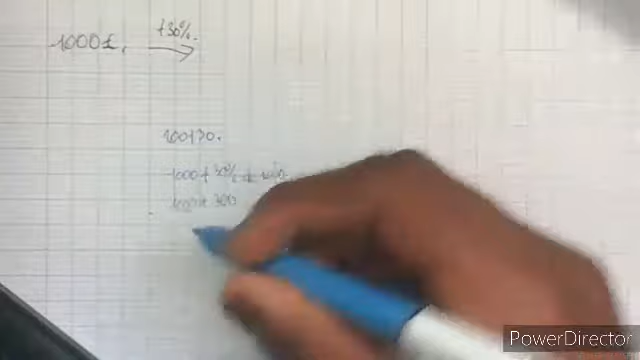 1000£. +30%.
100+30.
1000 + 30% de 1000.
1000 + 300
PowerDirector